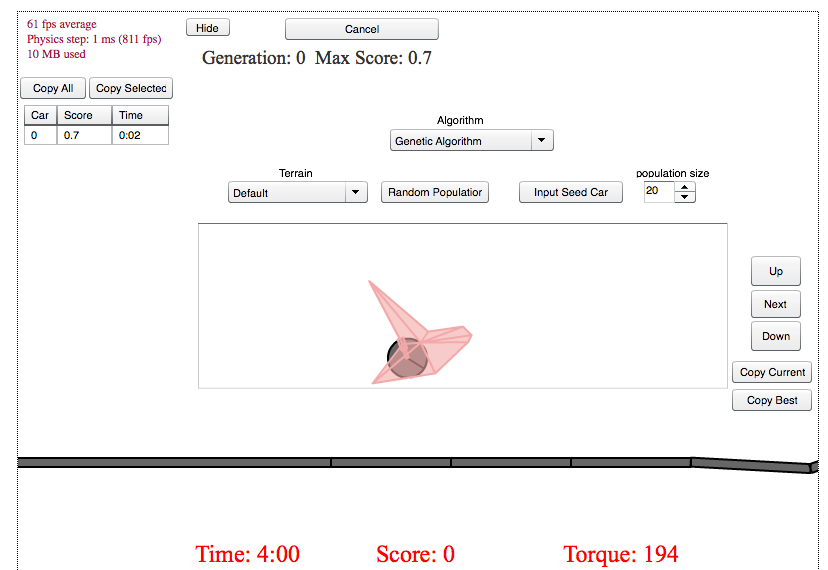 61 fps average
Physics step: 1 ms (811 fps)
10 MB used
Hide
Cancel
Generation: 0 Max Score: 0.7
Copy All
Copy Selected
Car Score Time
0 0.7 0:02
Algorithm
Genetic Algorithm
Terrain
Default
Random Population
Input Seed Car
population size
20
Up
Next
Down
Copy Current
Copy Best
Time: 4:00 Score: 0 Torque: 194